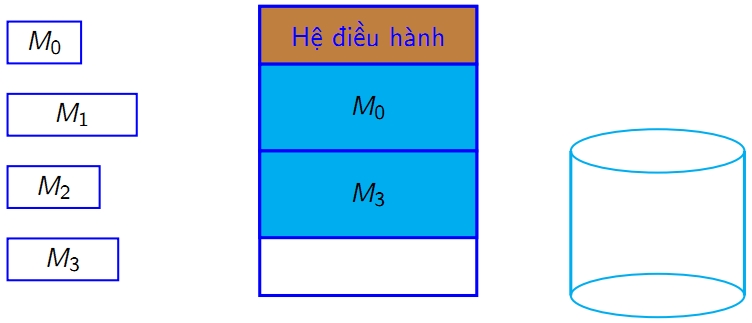 M₀
M₁
M₂
M₃
Hệ điều hành
M₀
M₃